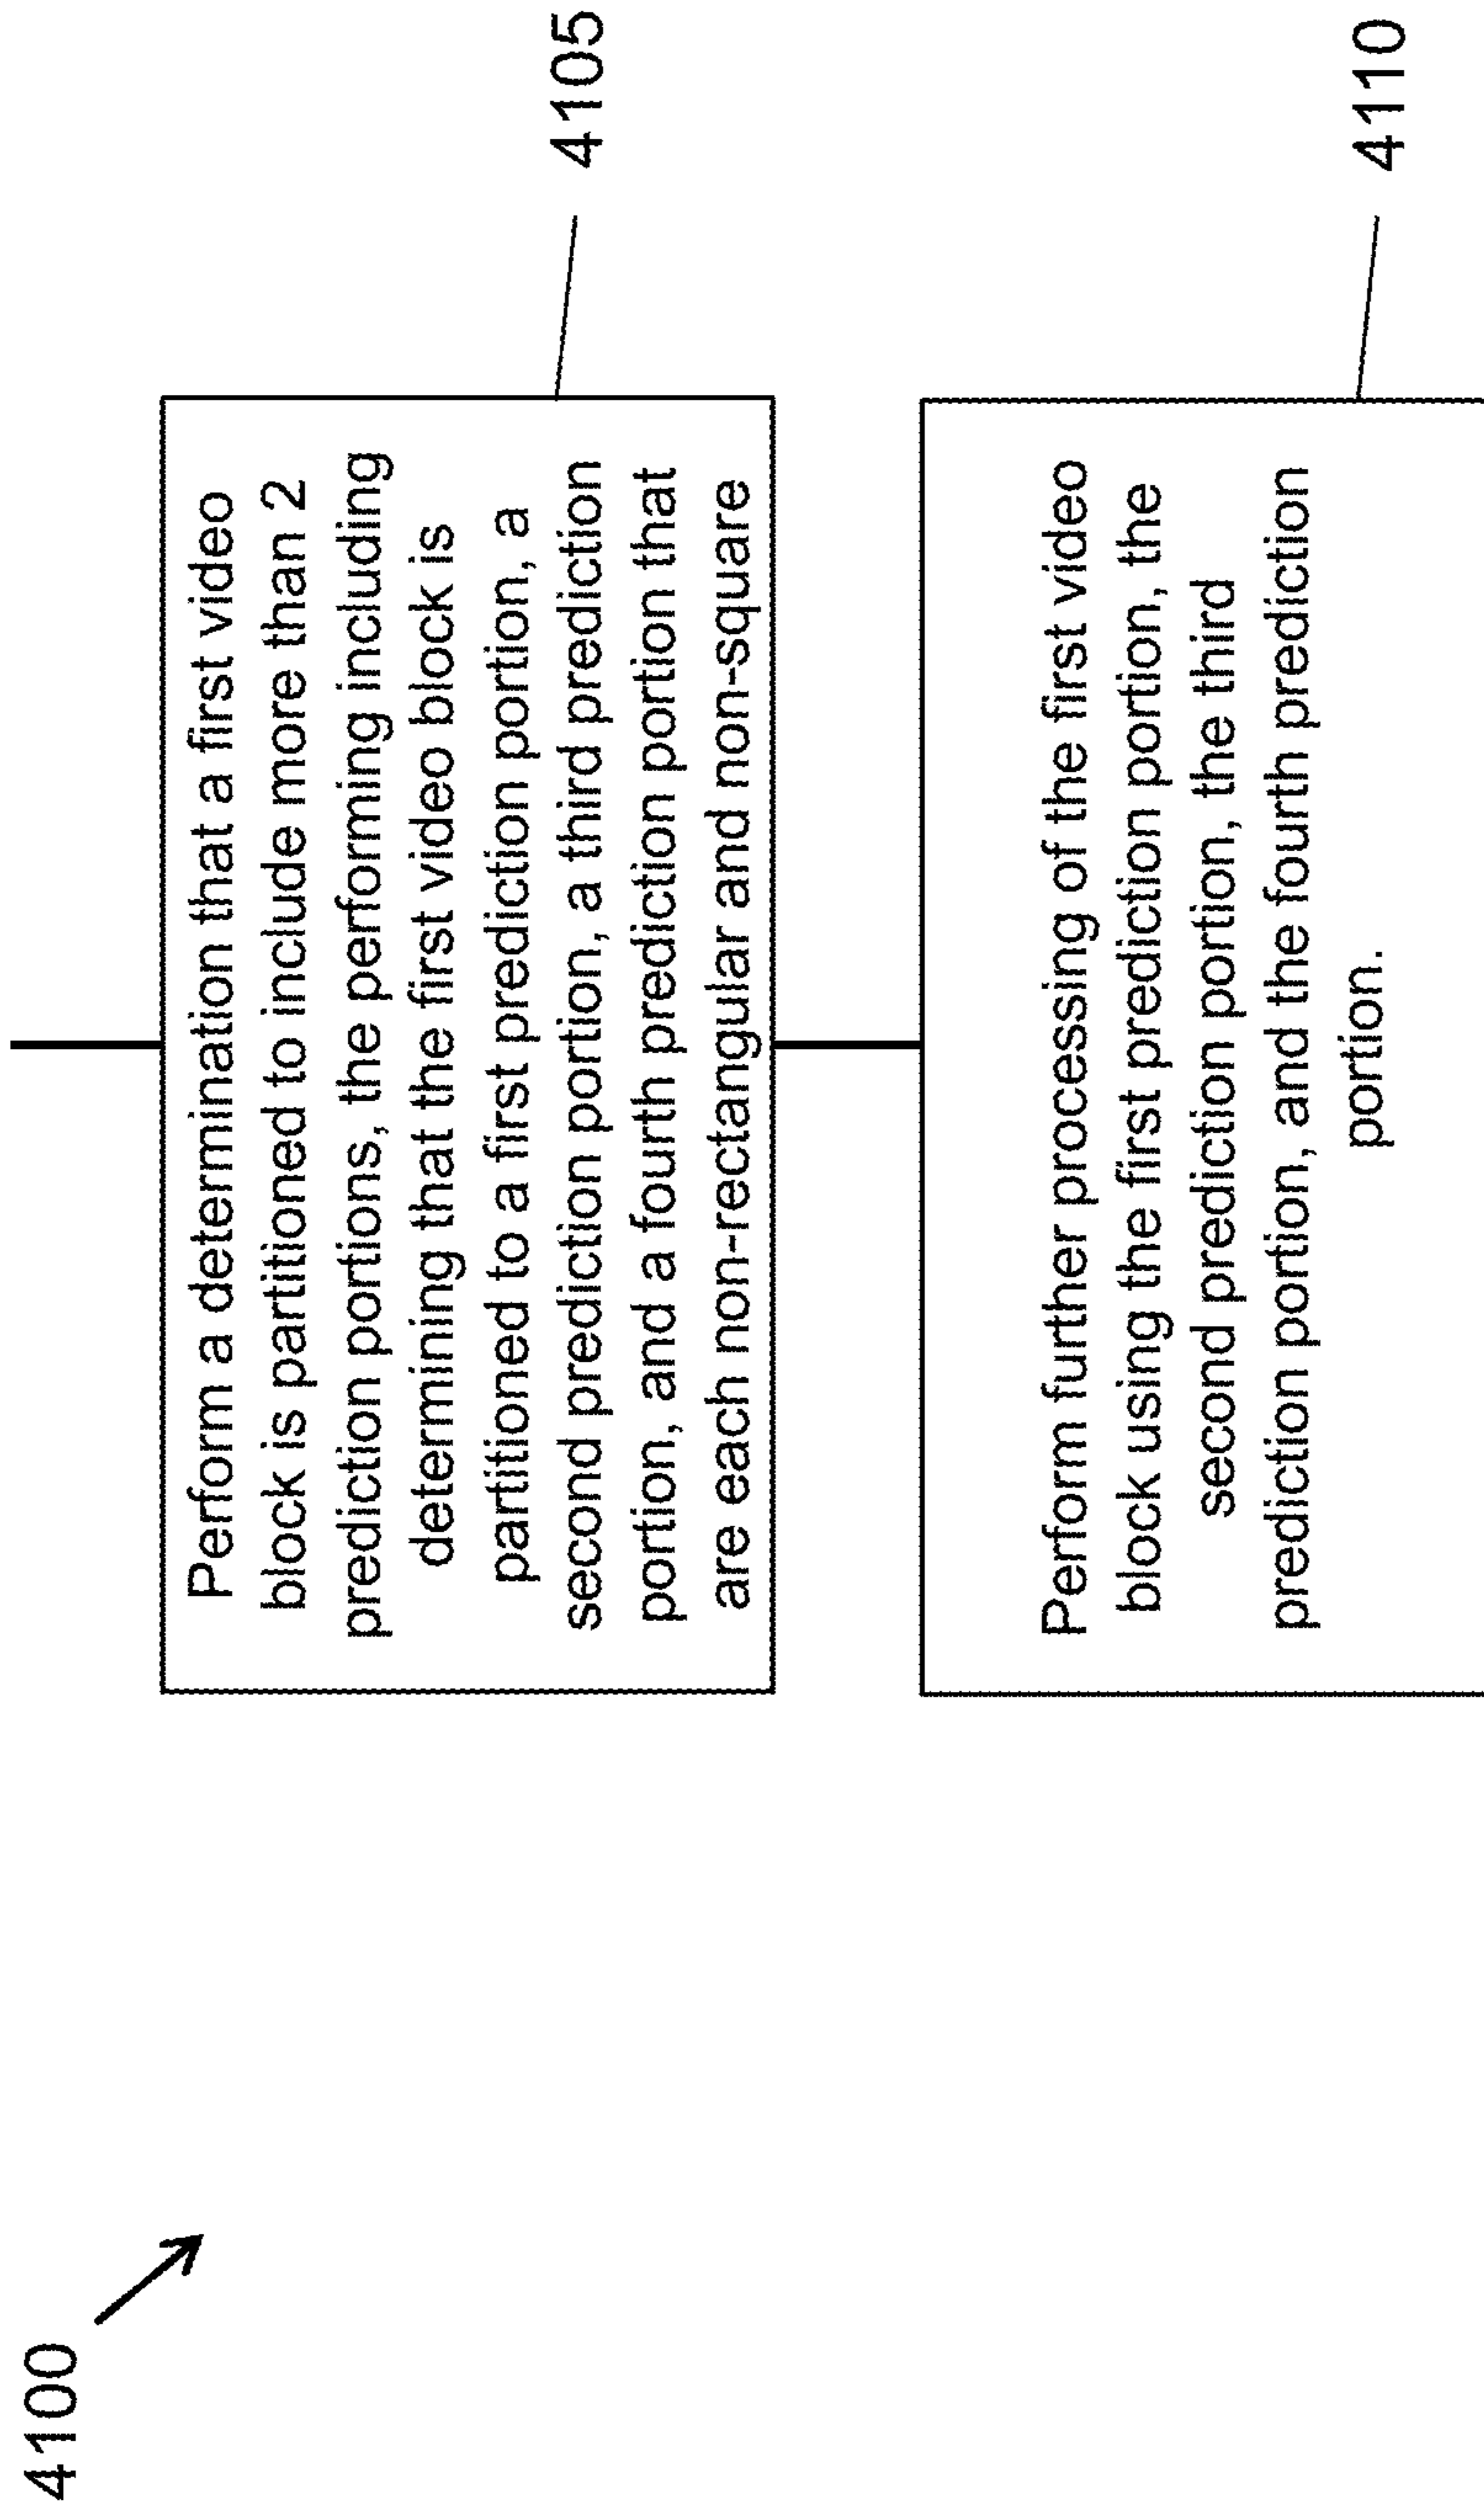 4100
Perform a determination that a first video
block is partitioned to include more than 2
prediction portions, the performing including
determining that the first video block is
partitioned to a first prediction portion, a
second prediction portion, a third prediction
portion, and a fourth prediction portion that
are each non-rectangular and non-square
4105
Perform further processing of the first video
block using the first prediction portion, the
second prediction portion, the third
prediction portion, and the fourth prediction
portion.
4110